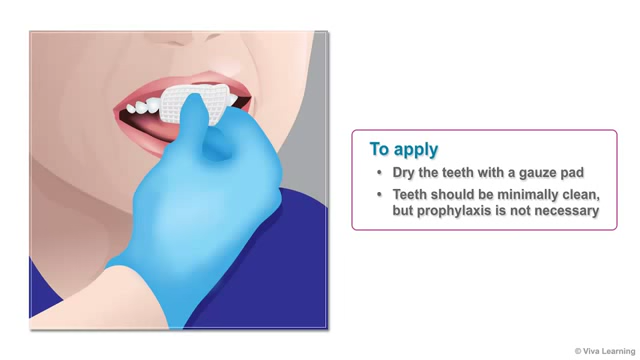 To apply
• Dry the teeth with a gauze pad
• Teeth should be minimally clean,
but prophylaxis is not necessary
© Viva Learning